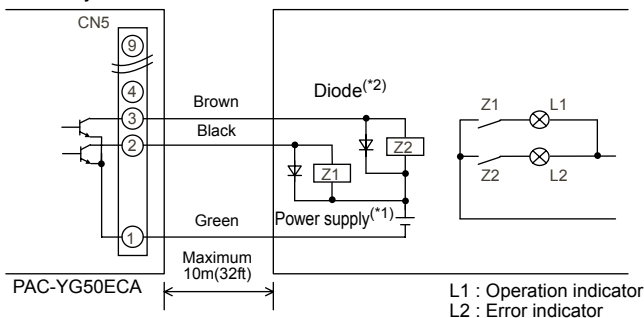 CN5
9
4
3
2
1
Brown
Black
Green
Maximum
10m(32ft)
PAC-YG50ECA
Diode(*2)
Z2
Z1
Power supply(*1)
Z1
L1
Z2
L2
L1 : Operation indicator
L2 : Error indicator